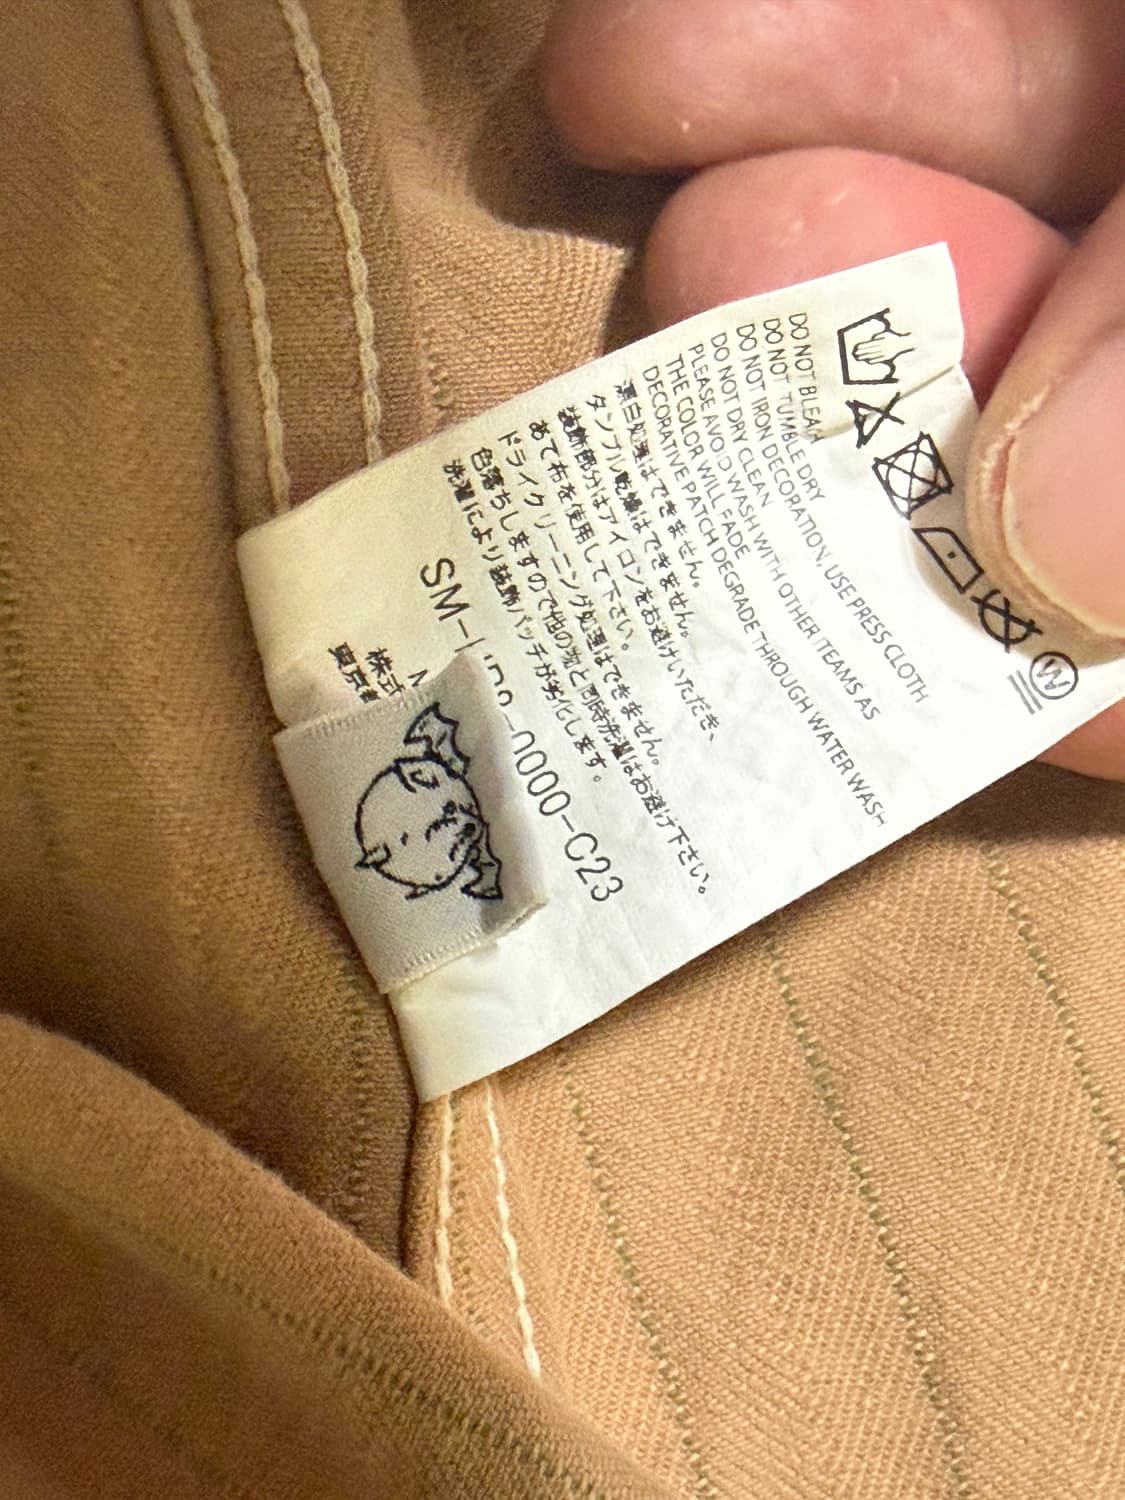 DO NOT BLEACH
DO NOT TUMBLE DRY
DO NOT IRON DECORATION, USE PRESS CLOTH
DO NOT DRY CLEAN
PLEASE AVOID WASH WITH OTHER ITEAMS AS
THE COLOR WILL FADE
DECORATIVE PATCH DEGRADE THROUGH WATER WASH
漂白処理はできません。
タンブル乾燥はできません。
装飾部分はアイロンをお避けいただき、
あて布を使用して下さい。
ドライクリーニング処理はできません。
色落ちしますので他の物と同時洗濯はお避け下さい。
洗濯により装飾パッチが劣化します。
SM-
-0000-C23
株式
東京
W